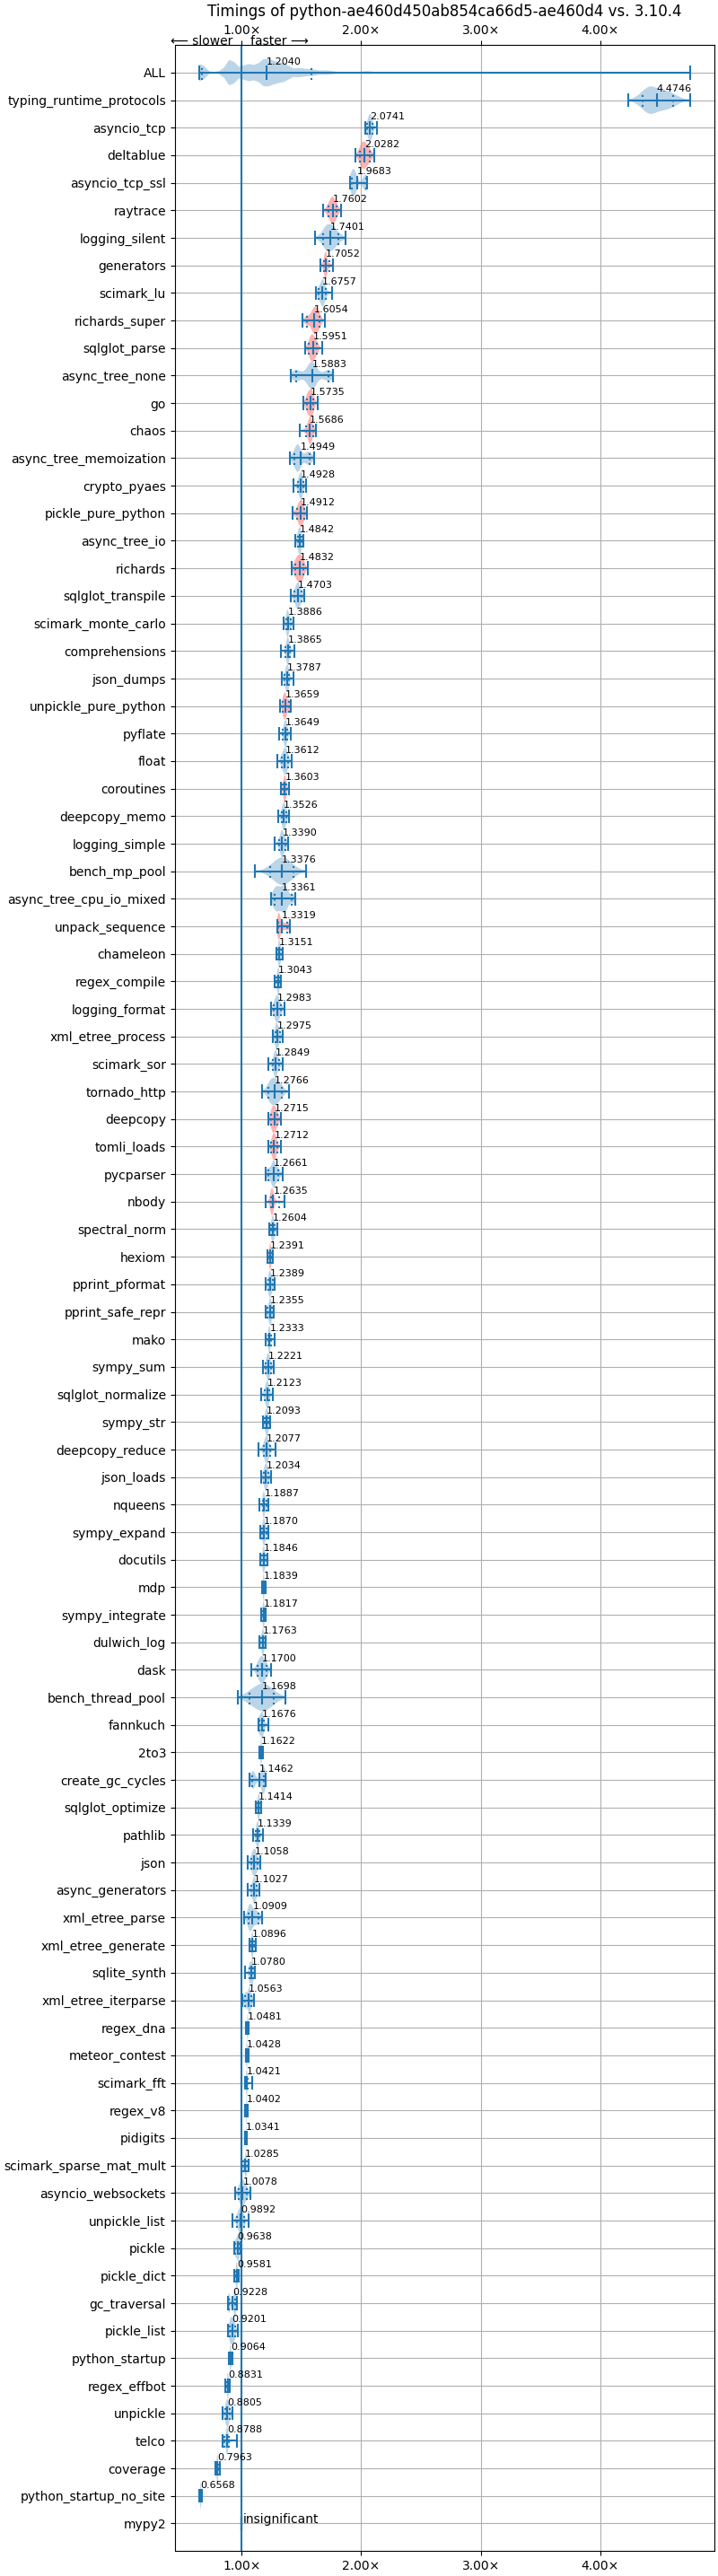 Timings of python-ae460d450ab854ca66d5-ae460d4 vs. 3.10.4
1.00× 2.00× 3.00× 4.00×
⟵ slower faster ⟶
ALL 1.2040
typing_runtime_protocols 4.4746
asyncio_tcp 2.0741
deltablue 2.0282
asyncio_tcp_ssl 1.9683
raytrace 1.7602
logging_silent 1.7401
generators 1.7052
scimark_lu 1.6757
richards_super 1.6054
sqlglot_parse 1.5951
async_tree_none 1.5883
go 1.5735
chaos 1.5686
async_tree_memoization 1.4949
crypto_pyaes 1.4928
pickle_pure_python 1.4912
async_tree_io 1.4842
richards 1.4832
sqlglot_transpile 1.4703
scimark_monte_carlo 1.3886
comprehensions 1.3865
json_dumps 1.3787
unpickle_pure_python 1.3659
pyflate 1.3649
float 1.3612
coroutines 1.3603
deepcopy_memo 1.3526
logging_simple 1.3390
bench_mp_pool 1.3376
async_tree_cpu_io_mixed 1.3361
unpack_sequence 1.3319
chameleon 1.3151
regex_compile 1.3043
logging_format 1.2983
xml_etree_process 1.2975
scimark_sor 1.2849
tornado_http 1.2766
deepcopy 1.2715
tomli_loads 1.2712
pycparser 1.2661
nbody 1.2635
spectral_norm 1.2604
hexiom 1.2391
pprint_pformat 1.2389
pprint_safe_repr 1.2355
mako 1.2333
sympy_sum 1.2221
sqlglot_normalize 1.2123
sympy_str 1.2093
deepcopy_reduce 1.2077
json_loads 1.2034
nqueens 1.1887
sympy_expand 1.1870
docutils 1.1846
mdp 1.1839
sympy_integrate 1.1817
dulwich_log 1.1763
dask 1.1700
bench_thread_pool 1.1698
fannkuch 1.1676
2to3 1.1622
create_gc_cycles 1.1462
sqlglot_optimize 1.1414
pathlib 1.1339
json 1.1058
async_generators 1.1027
xml_etree_parse 1.0909
xml_etree_generate 1.0896
sqlite_synth 1.0780
xml_etree_iterparse 1.0563
regex_dna 1.0481
meteor_contest 1.0428
scimark_fft 1.0421
regex_v8 1.0402
pidigits 1.0341
scimark_sparse_mat_mult 1.0285
asyncio_websockets 1.0078
unpickle_list 0.9892
pickle 0.9638
pickle_dict 0.9581
gc_traversal 0.9228
pickle_list 0.9201
python_startup 0.9064
regex_effbot 0.8831
unpickle 0.8805
telco 0.8788
coverage 0.7963
python_startup_no_site 0.6568
mypy2 insignificant
1.00× 2.00× 3.00× 4.00×